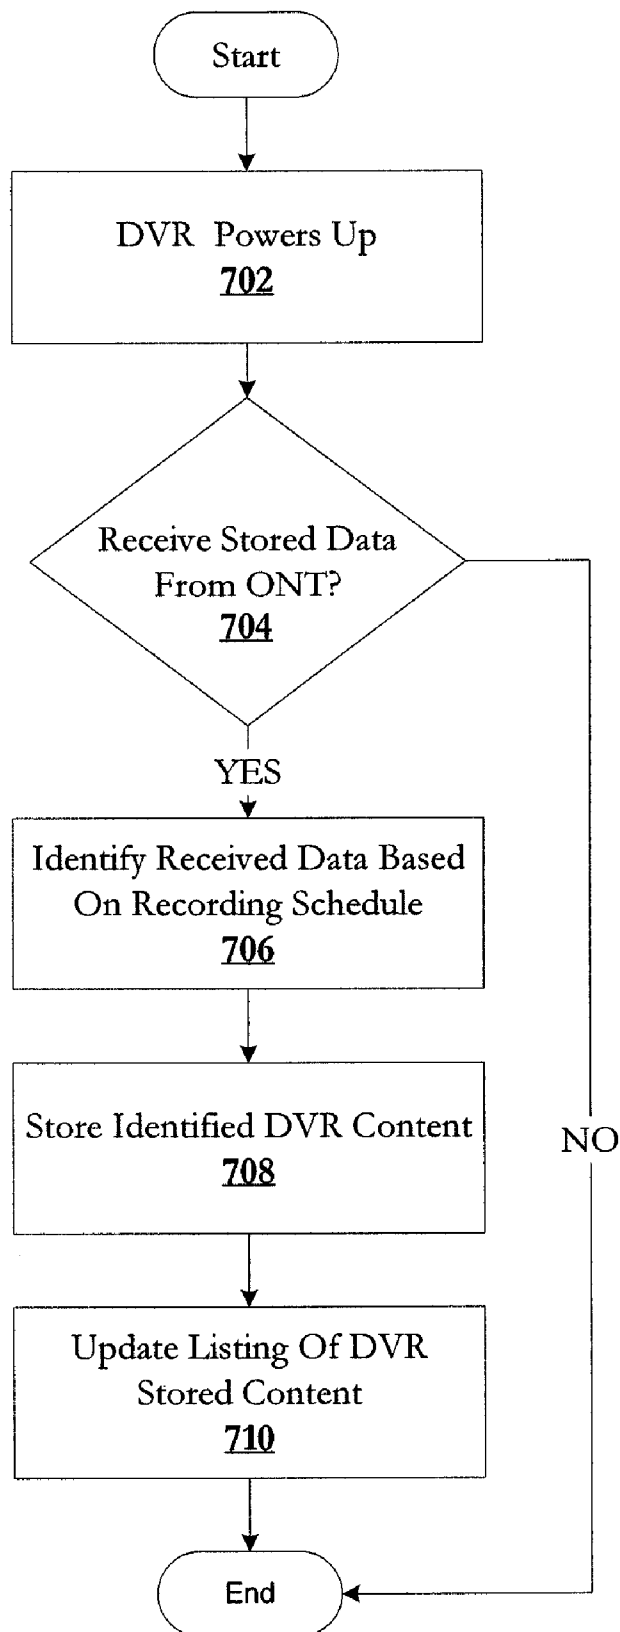 Start
DVR Powers Up
702
Receive Stored Data
From ONT?
704
YES
Identify Received Data Based
On Recording Schedule
706
Store Identified DVR Content
708
NO
Update Listing Of DVR
Stored Content
710
End